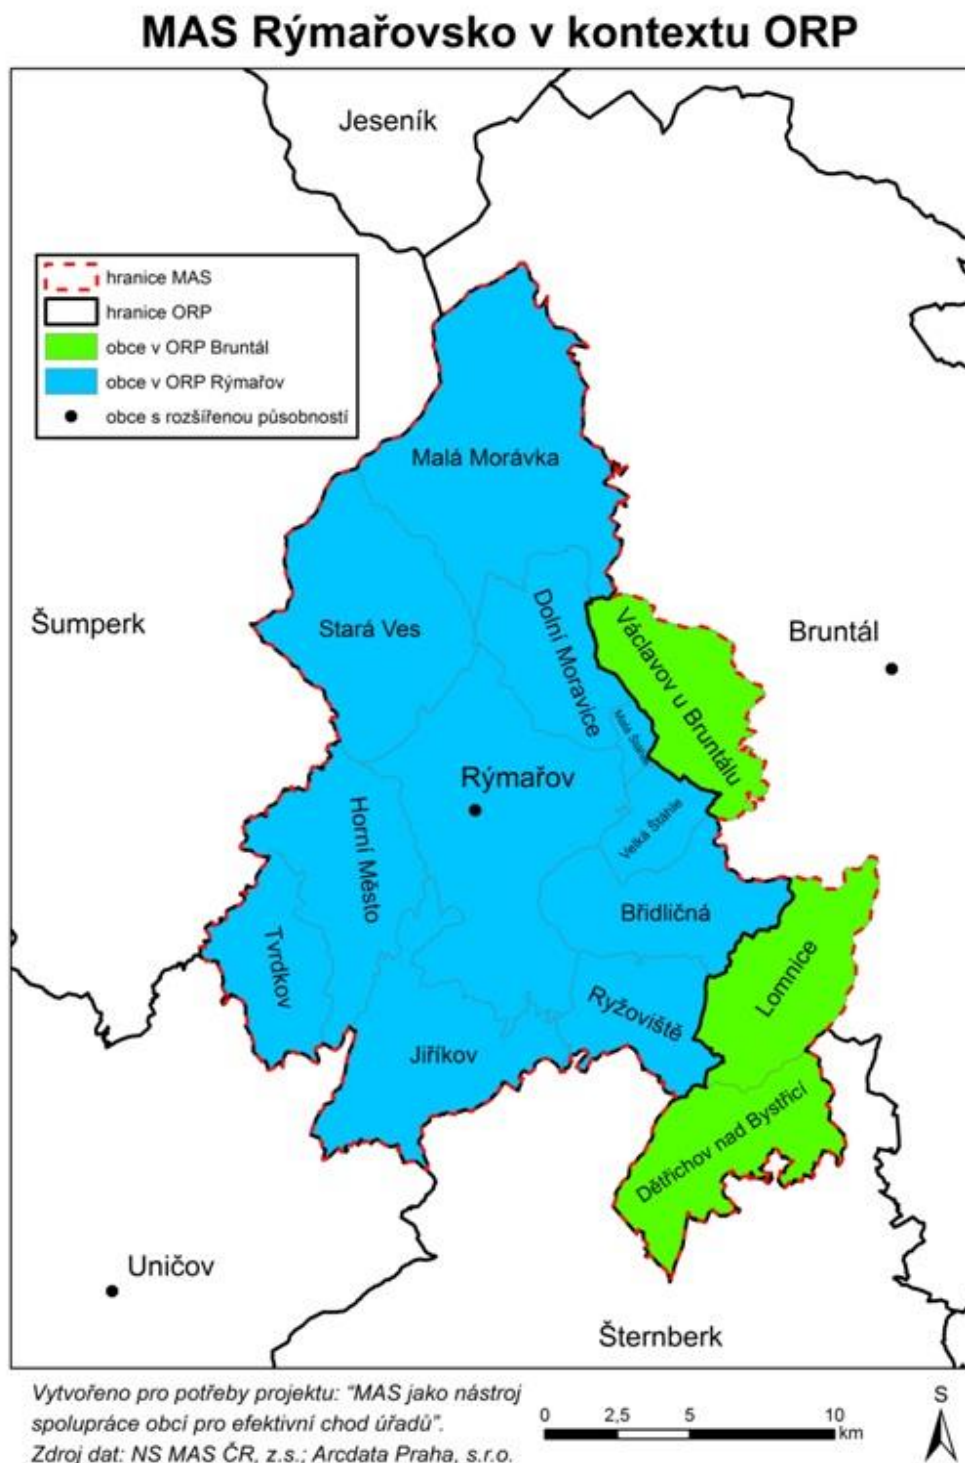 MAS Rýmařovsko v kontextu ORP
Jeseník
hranice MAS
hranice ORP
obce v ORP Bruntál
obce v ORP Rýmařov
obce s rozšířenou působností
Malá Morávka
Šumperk
Stará Ves
Dolní Moravice
Václavov u Bruntálu
Bruntál
Malá Štáhle
Rýmařov
Velká Štáhle
Horní Město
Břidličná
Tvrdkov
Lomnice
Ryžoviště
Jiříkov
Dětřichov nad Bystřicí
Uničov
Šternberk
Vytvořeno pro potřeby projektu: "MAS jako nástroj
spolupráce obcí pro efektivní chod úřadů".
Zdroj dat: NS MAS ČR, z.s.; Arcdata Praha, s.r.o.
0 2,5 5 10
km
S